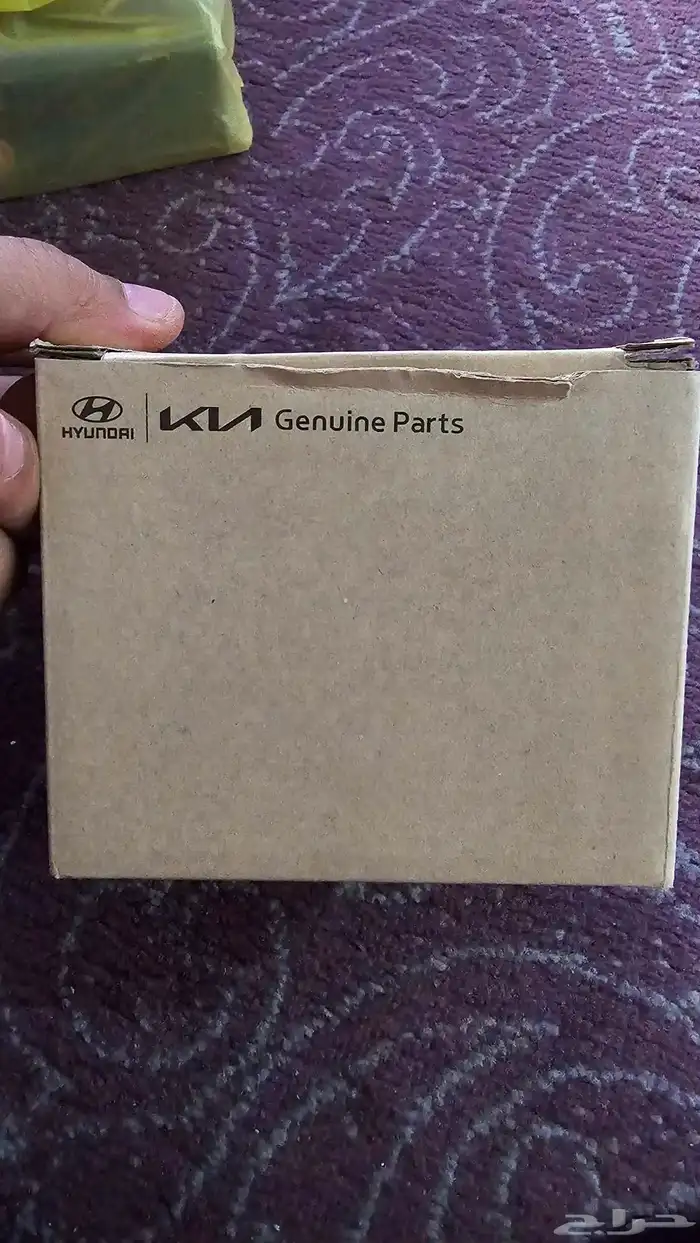 HYUNDAI KIA Genuine Parts
حراج